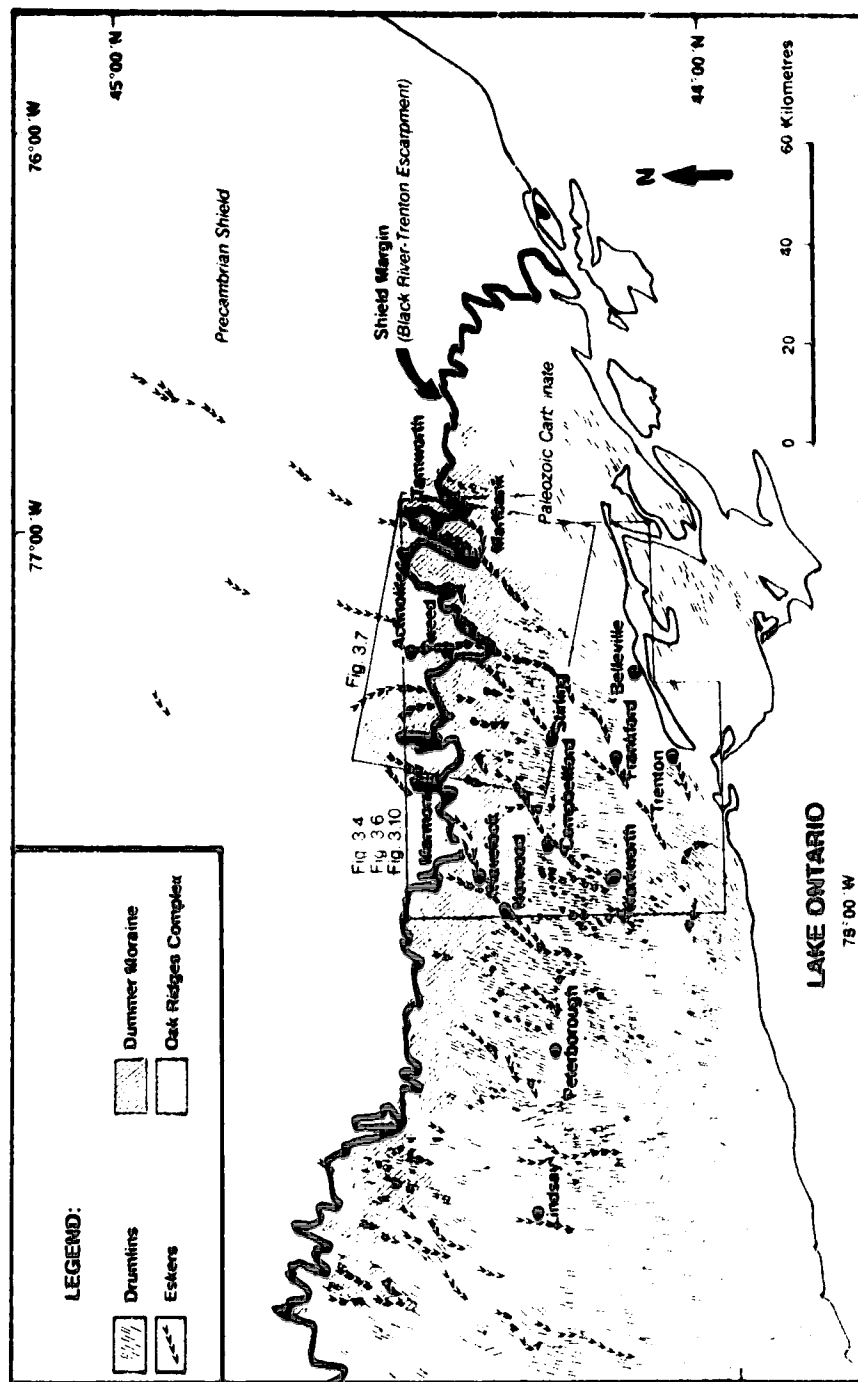 LEGEND:
Drumlins
Eskers
Dummer Moraine
Oak Ridges Complex
76°00 W
77°00 W
78°00 W
45°00 N
44°00 N
Precambrian Shield
Shield Margin
(Black River-Trenton Escarpment)
Paleozoic
Tamworth
Marlbank
Actinolite
Tweed
Fig 3.7
Fig 3.4
Fig 3.6
Fig 3.10
Marmora
Norwood
Stirling
Campbellford
Belleville
Frankford
Trenton
Warkworth
Peterborough
Lindsay
LAKE ONTARIO
N
0 20 40 60 Kilometres